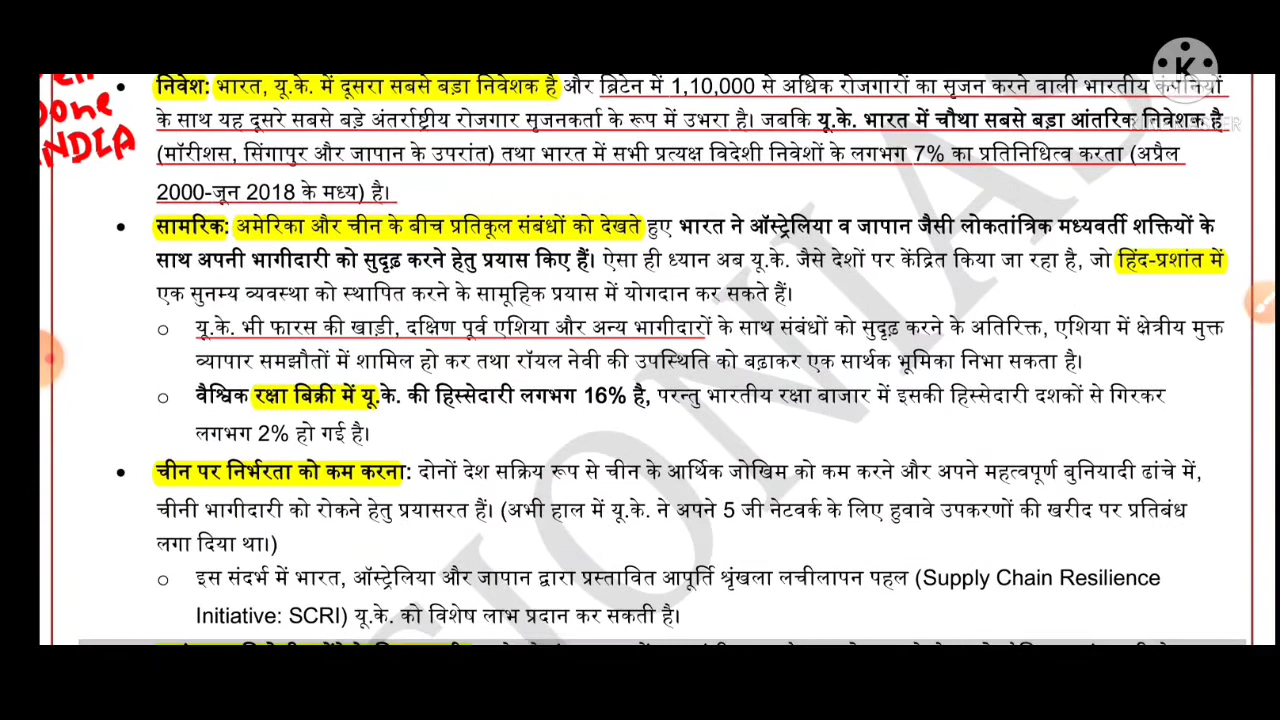 Done
INDIA
K
• निवेश: भारत, यू.के. में दूसरा सबसे बड़ा निवेशक है और ब्रिटेन में 1,10,000 से अधिक रोजगारों का सृजन करने वाली भारतीय कंपनियों
के साथ यह दूसरे सबसे बड़े अंतर्राष्ट्रीय रोजगार सृजनकर्ता के रूप में उभरा है। जबकि यू.के. भारत में चौथा सबसे बड़ा आंतरिक निवेशक है
(मॉरीशस, सिंगापुर और जापान के उपरांत) तथा भारत में सभी प्रत्यक्ष विदेशी निवेशों के लगभग 7% का प्रतिनिधित्व करता (अप्रैल
2000-जून 2018 के मध्य) है।
• सामरिक: अमेरिका और चीन के बीच प्रतिकूल संबंधों को देखते हुए भारत ने ऑस्ट्रेलिया व जापान जैसी लोकतांत्रिक मध्यवर्ती शक्तियों के
साथ अपनी भागीदारी को सुदृढ़ करने हेतु प्रयास किए हैं। ऐसा ही ध्यान अब यू.के. जैसे देशों पर केंद्रित किया जा रहा है, जो हिंद-प्रशांत में
एक सुनम्य व्यवस्था को स्थापित करने के सामूहिक प्रयास में योगदान कर सकते हैं।
o यू.के. भी फारस की खाड़ी, दक्षिण पूर्व एशिया और अन्य भागीदारों के साथ संबंधों को सुदृढ़ करने के अतिरिक्त, एशिया में क्षेत्रीय मुक्त
व्यापार समझौतों में शामिल हो कर तथा रॉयल नेवी की उपस्थिति को बढ़ाकर एक सार्थक भूमिका निभा सकता है।
o वैश्विक रक्षा बिक्री में यू.के. की हिस्सेदारी लगभग 16% है, परन्तु भारतीय रक्षा बाजार में इसकी हिस्सेदारी दशकों से गिरकर
लगभग 2% हो गई है।
• चीन पर निर्भरता को कम करना: दोनों देश सक्रिय रूप से चीन के आर्थिक जोखिम को कम करने और अपने महत्वपूर्ण बुनियादी ढांचे में,
चीनी भागीदारी को रोकने हेतु प्रयासरत हैं। (अभी हाल में यू.के. ने अपने 5 जी नेटवर्क के लिए हुवावे उपकरणों की खरीद पर प्रतिबंध
लगा दिया था।)
o इस संदर्भ में भारत, ऑस्ट्रेलिया और जापान द्वारा प्रस्तावित आपूर्ति श्रृंखला लचीलापन पहल (Supply Chain Resilience
Initiative: SCRI) यू.के. को विशेष लाभ प्रदान कर सकती है।